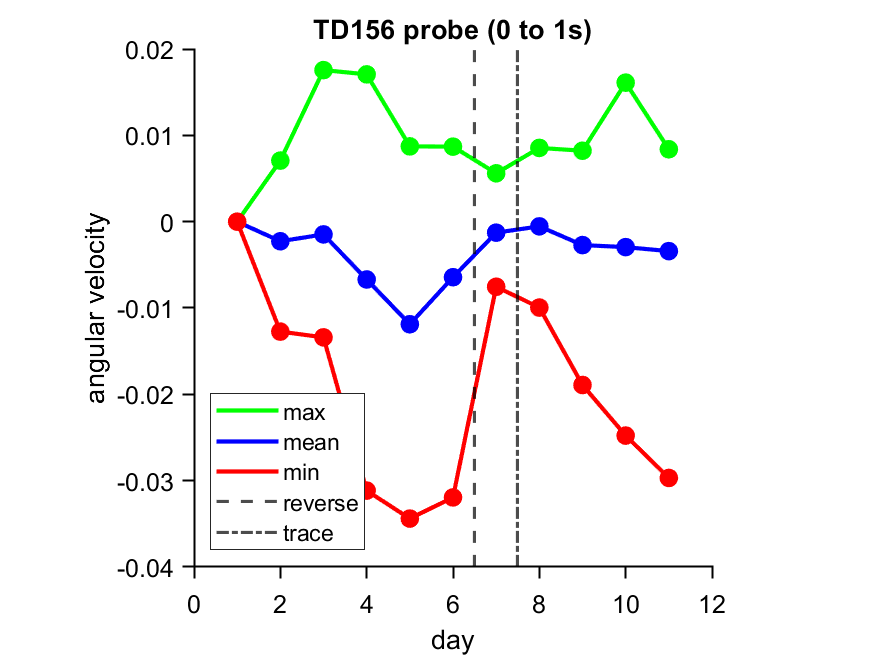 TD156 probe (0 to 1s)
0.02
0.01
0
-0.01
-0.02
-0.03
-0.04
angular velocity
max
mean
min
reverse
trace
0 2 4 6 8 10 12
day